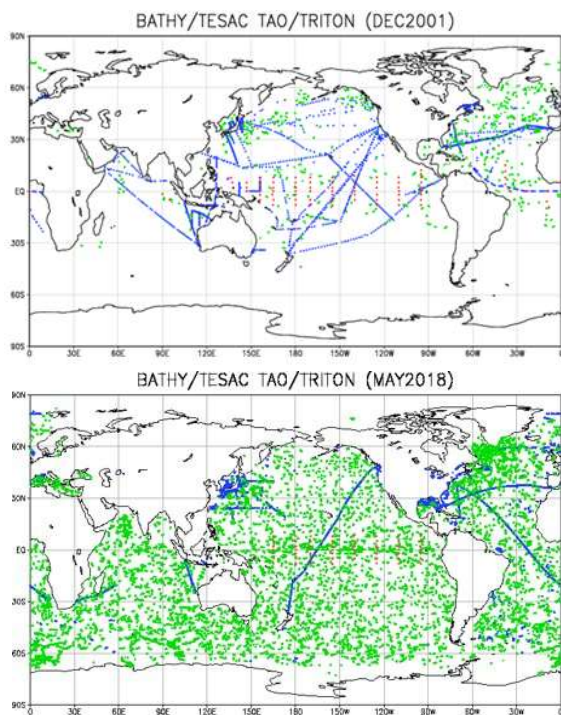 BATHY/TESAC TAO/TRITON (DEC2001)
90N
60N
30N
EQ
30S
60S
90S
0 30E 60E 90E 120E 150E 180 150W 120W 90W 60W 30W 0
BATHY/TESAC TAO/TRITON (MAY2018)
90N
60N
30N
EQ
30S
60S
90S
0 30E 60E 90E 120E 150E 180 150W 120W 90W 60W 30W 0